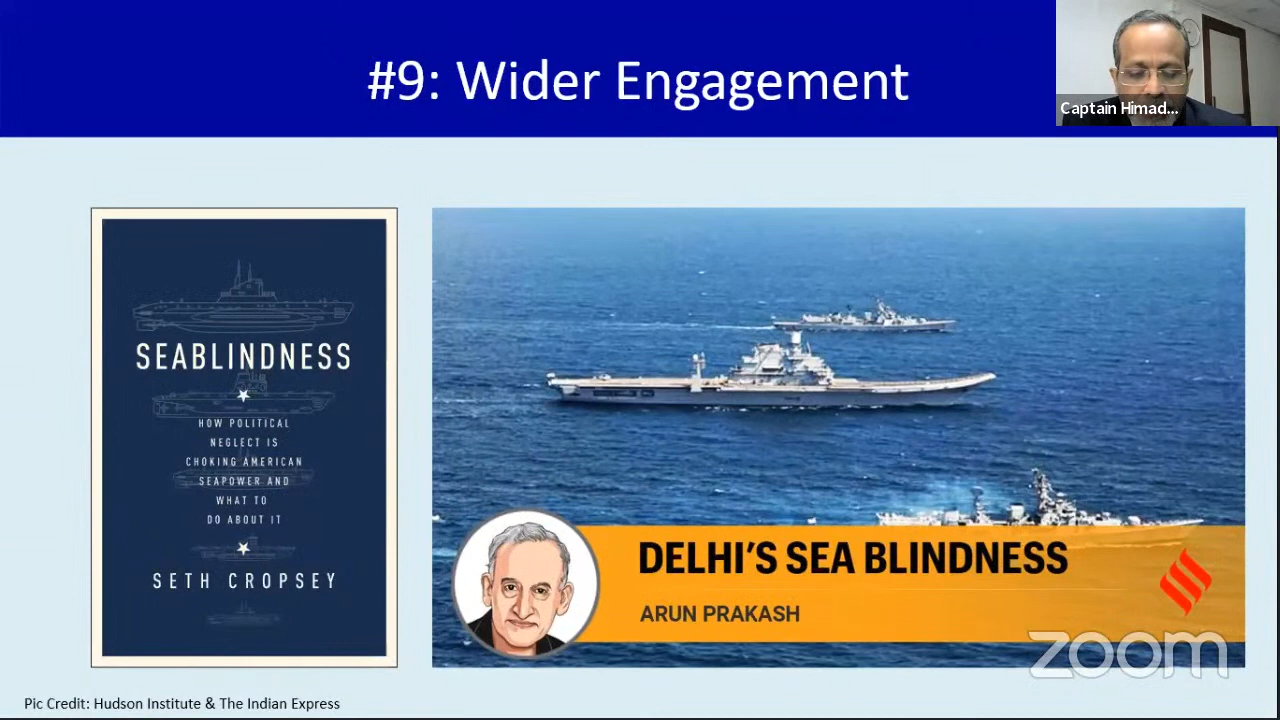 #9: Wider Engagement
Captain Himad...
SEABLINDNESS
HOW POLITICAL
NEGLECT IS
CHOKING AMERICAN
SEAPOWER AND
WHAT TO
DO ABOUT IT
SETH CROPSEY
DELHI'S SEA BLINDNESS
ARUN PRAKASH
zoom
Pic Credit: Hudson Institute & The Indian Express